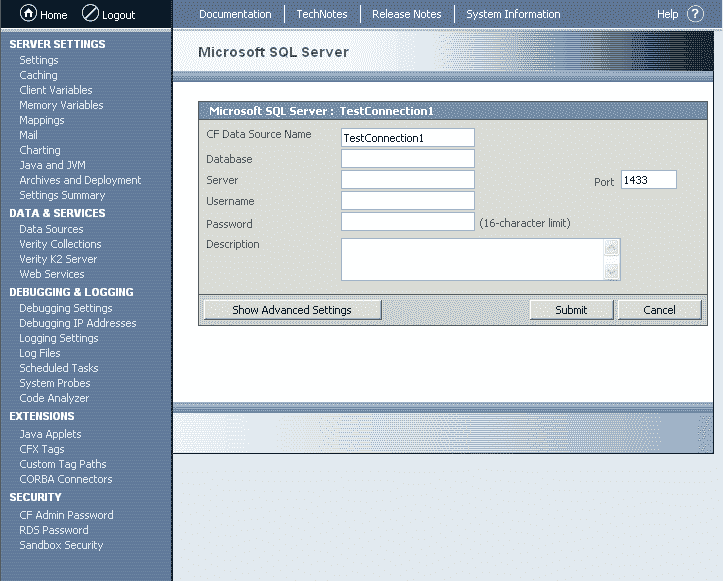 Home Logout Documentation TechNotes Release Notes System Information Help ?
SERVER SETTINGS
Settings
Caching
Client Variables
Memory Variables
Mappings
Mail
Charting
Java and JVM
Archives and Deployment
Settings Summary
DATA & SERVICES
Data Sources
Verity Collections
Verity K2 Server
Web Services
DEBUGGING & LOGGING
Debugging Settings
Debugging IP Addresses
Logging Settings
Log Files
Scheduled Tasks
System Probes
Code Analyzer
EXTENSIONS
Java Applets
CFX Tags
Custom Tag Paths
CORBA Connectors
SECURITY
CF Admin Password
RDS Password
Sandbox Security
Microsoft SQL Server
Microsoft SQL Server : TestConnection1
CF Data Source Name TestConnection1
Database
Server Port 1433
Username
Password (16-character limit)
Description
Show Advanced Settings Submit Cancel